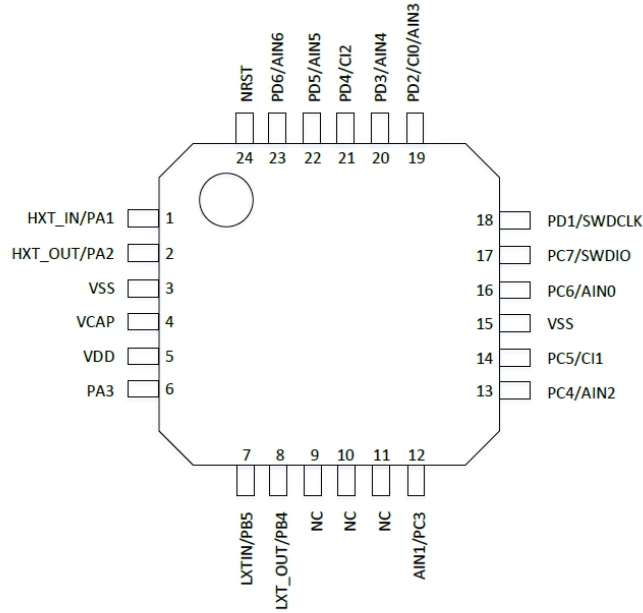 NRST
PD6/AIN6
PD5/AIN5
PD4/CI2
PD3/AIN4
PD2/CI0/AIN3
24 23 22 21 20 19
HXT_IN/PA1 1
HXT_OUT/PA2 2
VSS 3
VCAP 4
VDD 5
PA3 6
18 PD1/SWDCLK
17 PC7/SWDIO
16 PC6/AIN0
15 VSS
14 PC5/CI1
13 PC4/AIN2
7 8 9 10 11 12
LXTIN/PB5
LXT_OUT/PB4
NC
NC
NC
AIN1/PC3